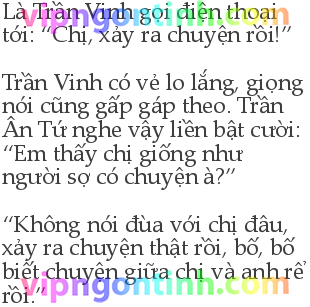 vipngontinh.com
Là Trần Vinh gọi điện thoại
tới: “Chị, xảy ra chuyện rồi!”
Trần Vinh có vẻ lo lắng, giọng
nói cũng gấp gáp theo. Trần
Ân Tứ nghe vậy liền bật cười:
“Em thấy chị giống như
người sợ có chuyện à?”
“Không nói đùa với chị đâu,
xảy ra chuyện thật rồi, bố, bố
biết chuyện giữa chị và anh rể
rồi.”
vipngontinh.com